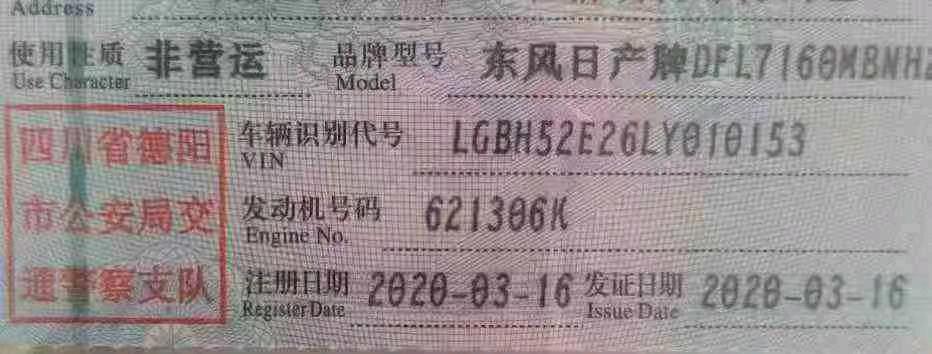 Address
使用性质 非营运 品牌型号 东风日产牌DFL7160MBNH2
Use Character Model
四川省德阳
市公安局交
通警察支队
车辆识别代号 LGBH52E26LY010153
VIN
发动机号码 621306K
Engine No.
注册日期 2020-03-16 发证日期 2020-03-16
Register Date Issue Date